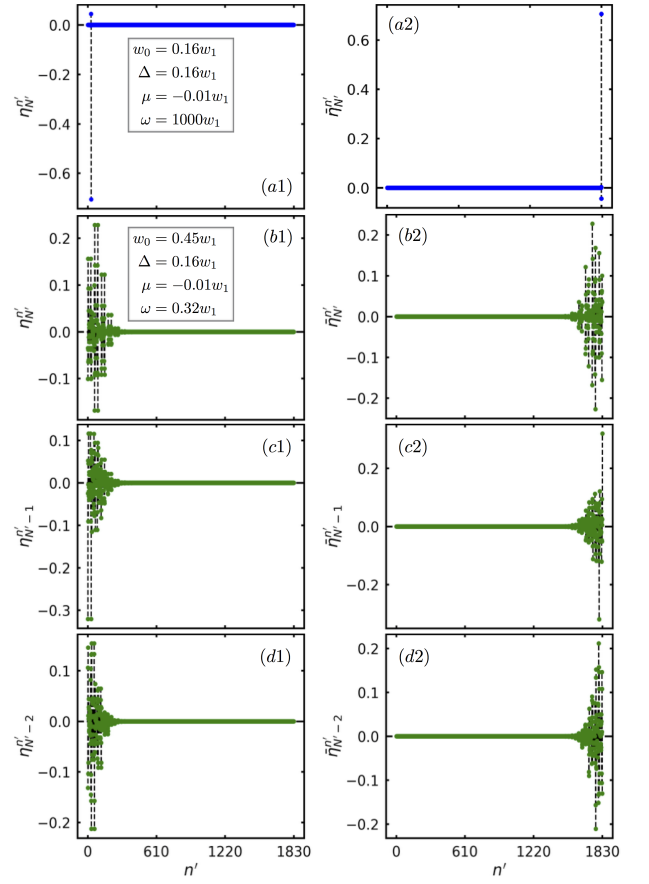 0.0
−0.2
−0.4
−0.6
η_{N'}^{n'}
w₀ = 0.16w₁
Δ = 0.16w₁
μ = −0.01w₁
ω = 1000w₁
(a1)
0.6
0.4
0.2
0.0
η̄_{N'}^{n'}
(a2)
0.2
0.1
0.0
−0.1
η_{N'}^{n'}
w₀ = 0.45w₁
Δ = 0.16w₁
μ = −0.01w₁
ω = 0.32w₁
(b1)
0.2
0.1
0.0
−0.1
−0.2
η̄_{N'}^{n'}
(b2)
0.1
0.0
−0.1
−0.2
−0.3
η_{N'−1}^{n'}
(c1)
0.2
0.0
−0.2
η̄_{N'−1}^{n'}
(c2)
0.1
0.0
−0.1
−0.2
η_{N'−2}^{n'}
(d1)
0 610 1220 1830
n'
0.2
0.1
0.0
−0.1
−0.2
η̄_{N'−2}^{n'}
(d2)
0 610 1220 1830
n'